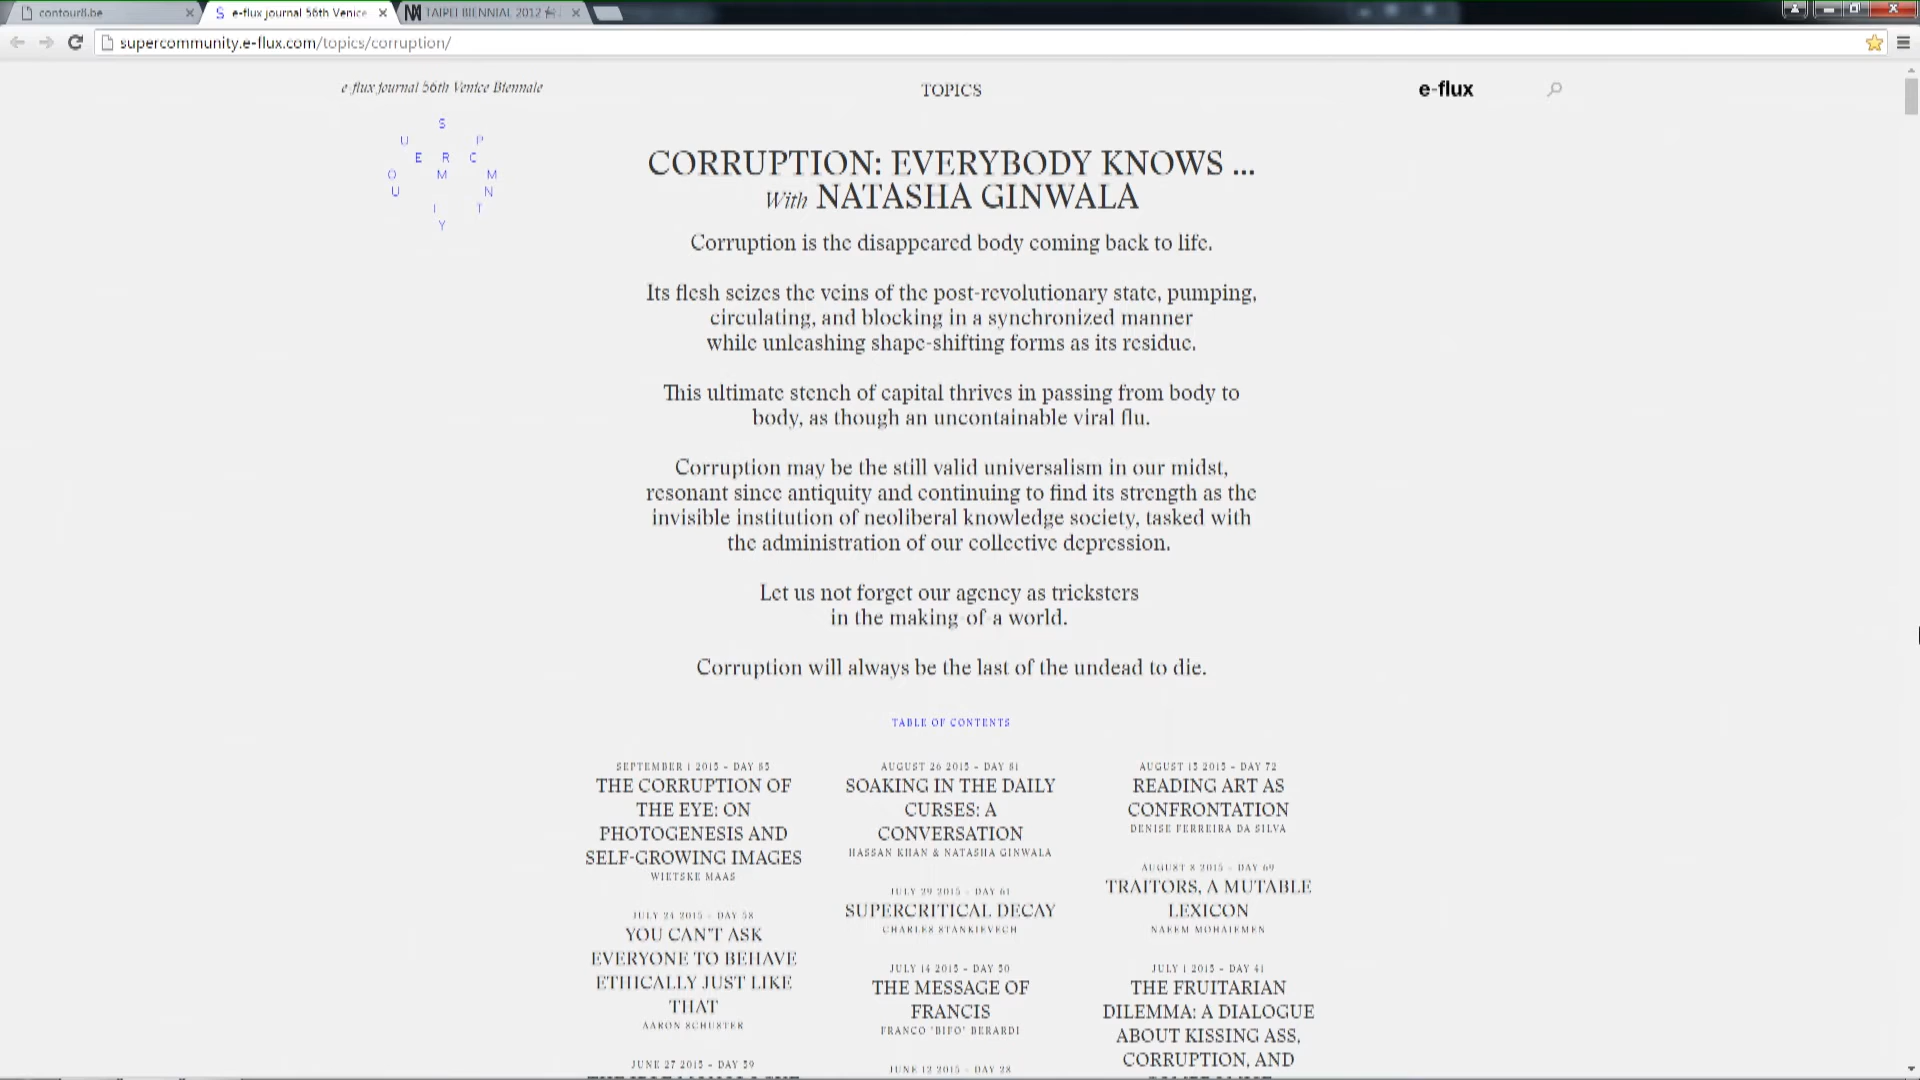 contour8.be
e-flux journal 56th Venice
TAIPEI BIENNIAL 2012
supercommunity.e-flux.com/topics/corruption/
e-flux journal 56th Venice Biennale
TOPICS
e-flux
S
U P
E R C
O M M
U N
I T
Y
CORRUPTION: EVERYBODY KNOWS ...
With NATASHA GINWALA
Corruption is the disappeared body coming back to life.
Its flesh seizes the veins of the post-revolutionary state, pumping,
circulating, and blocking in a synchronized manner
while unleashing shape-shifting forms as its residue.
This ultimate stench of capital thrives in passing from body to
body, as though an uncontainable viral flu.
Corruption may be the still valid universalism in our midst,
resonant since antiquity and continuing to find its strength as the
invisible institution of neoliberal knowledge society, tasked with
the administration of our collective depression.
Let us not forget our agency as tricksters
in the making of a world.
Corruption will always be the last of the undead to die.
TABLE OF CONTENTS
SEPTEMBER 1 2015 – DAY 85
THE CORRUPTION OF
THE EYE: ON
PHOTOGENESIS AND
SELF-GROWING IMAGES
WIETSKE MAAS
JULY 24 2015 – DAY 58
YOU CAN'T ASK
EVERYONE TO BEHAVE
ETHICALLY JUST LIKE
THAT
AARON SCHUSTER
JUNE 27 2015 – DAY 39
AUGUST 26 2015 – DAY 81
SOAKING IN THE DAILY
CURSES: A
CONVERSATION
HASSAN KHAN & NATASHA GINWALA
JULY 29 2015 – DAY 61
SUPERCRITICAL DECAY
CHARLES STANKIEVECH
JULY 14 2015 – DAY 50
THE MESSAGE OF
FRANCIS
FRANCO "BIFO" BERARDI
JUNE 12 2015 – DAY 28
AUGUST 13 2015 – DAY 72
READING ART AS
CONFRONTATION
DENISE FERREIRA DA SILVA
AUGUST 8 2015 – DAY 69
TRAITORS, A MUTABLE
LEXICON
NAEEM MOHAIEMEN
JULY 1 2015 – DAY 41
THE FRUITARIAN
DILEMMA: A DIALOGUE
ABOUT KISSING ASS,
CORRUPTION, AND